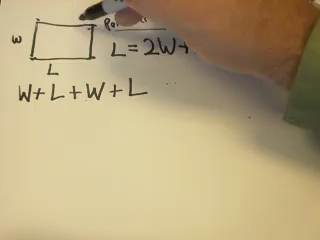 W
L = 2W+
L
W + L + W + L